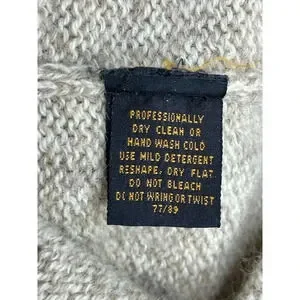 PROFESSIONALLY
DRY CLEAN OR
HAND WASH COLD
USE MILD DETERGENT
RESHAPE, DRY FLAT
DO NOT BLEACH
DO NOT WRING OR TWIST
77/89